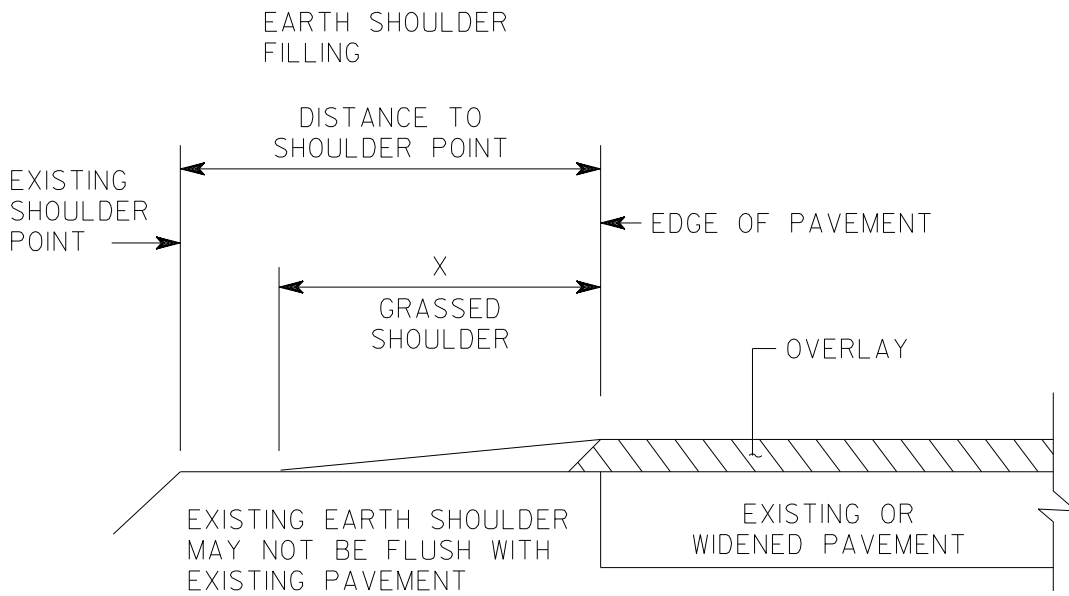 EARTH SHOULDER
FILLING
DISTANCE TO
SHOULDER POINT
EXISTING
SHOULDER
POINT
EDGE OF PAVEMENT
X
GRASSED
SHOULDER
OVERLAY
EXISTING EARTH SHOULDER
MAY NOT BE FLUSH WITH
EXISTING PAVEMENT
EXISTING OR
WIDENED PAVEMENT